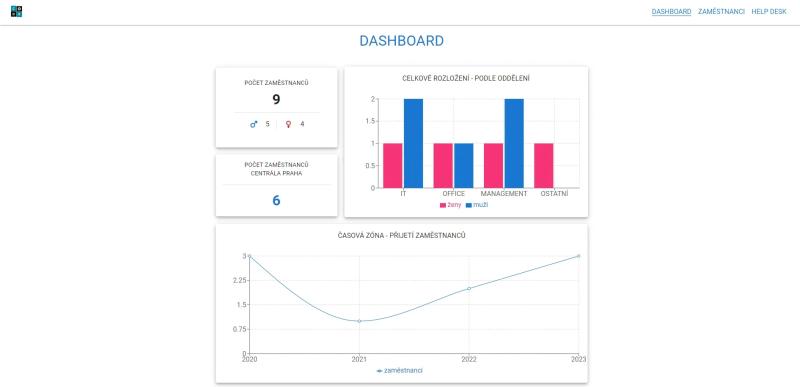 DASHBOARD ZAMĚSTNANCI HELP DESK
DASHBOARD
POČET ZAMĚSTNANCŮ
9
5 4
POČET ZAMĚSTNANCŮ
CENTRÁLA PRAHA
6
CELKOVÉ ROZLOŽENÍ - PODLE ODDĚLENÍ
2
1.5
1
0.5
0
IT OFFICE MANAGEMENT OSTATNÍ
ženy muži
ČASOVÁ ZÓNA - PŘIJETÍ ZAMĚSTNANCŮ
3
2.25
1.5
0.75
0
2020 2021 2022 2023
zaměstnanci